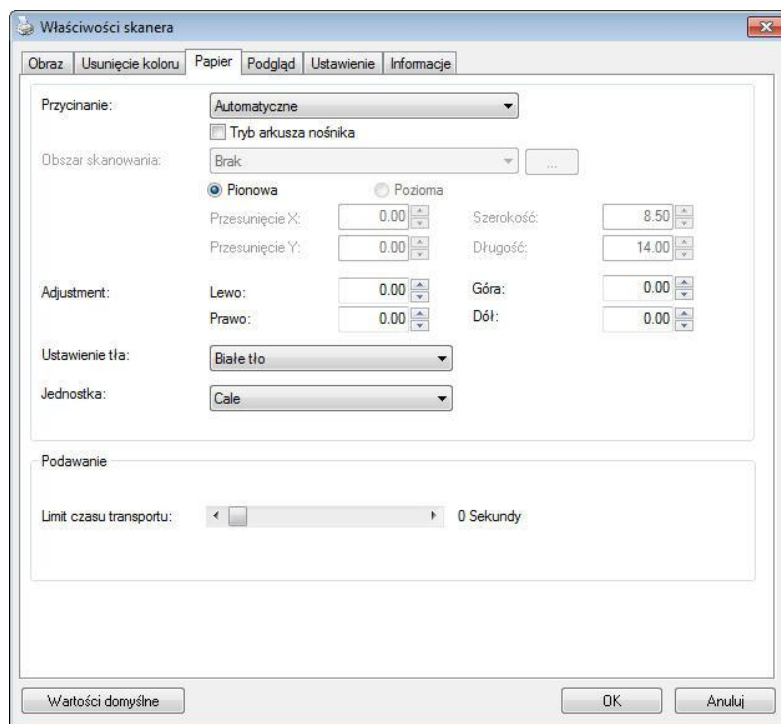 Właściwości skanera
Obraz Usunięcie koloru Papier Podgląd Ustawienie Informacje
Przycinanie: Automatyczne
Tryb arkusza nośnika
Obszar skanowania: Brak ...
Pionowa Pozioma
Przesunięcie X: 0.00 Szerokość: 8.50
Przesunięcie Y: 0.00 Długość: 14.00
Adjustment: Lewo: 0.00 Góra: 0.00
Prawo: 0.00 Dół: 0.00
Ustawienie tła: Białe tło
Jednostka: Cale
Podawanie
Limit czasu transportu: 0 Sekundy
Wartości domyślne OK Anuluj